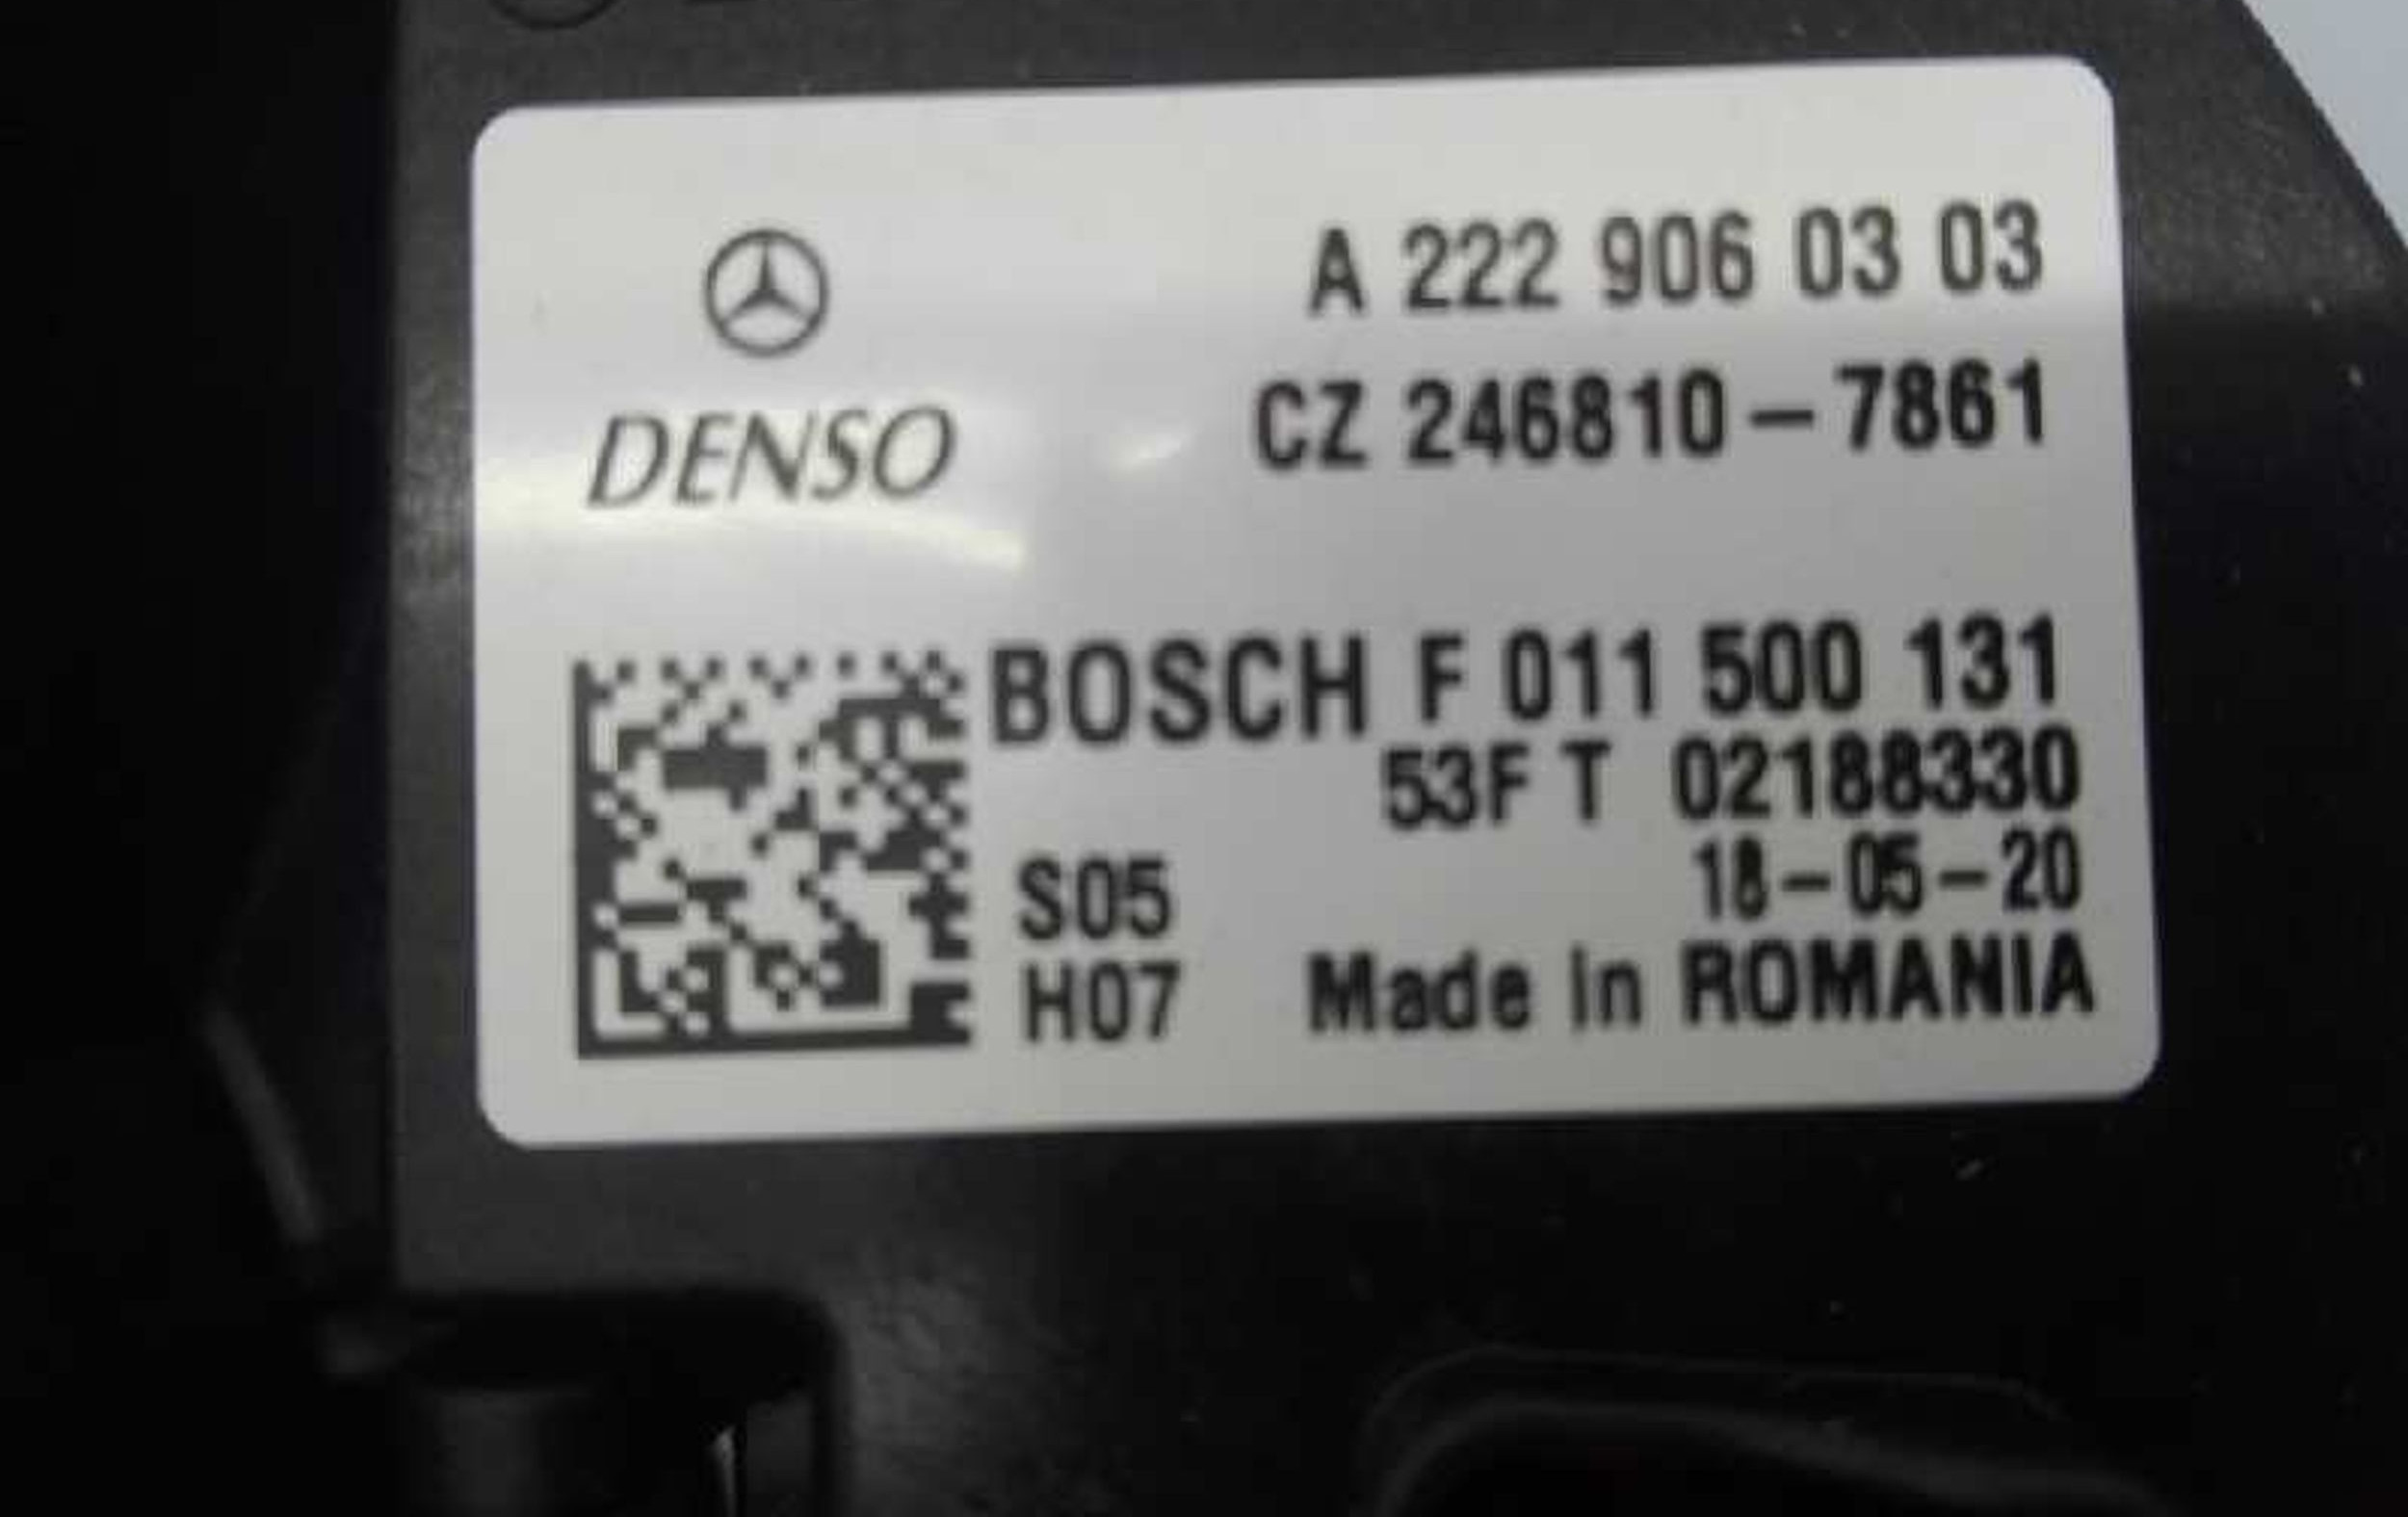 A 222 906 03 03
DENSO
CZ 246810-7861
BOSCH F 011 500 131
53FT 02188330
S05 18-05-20
H07 Made in ROMANIA